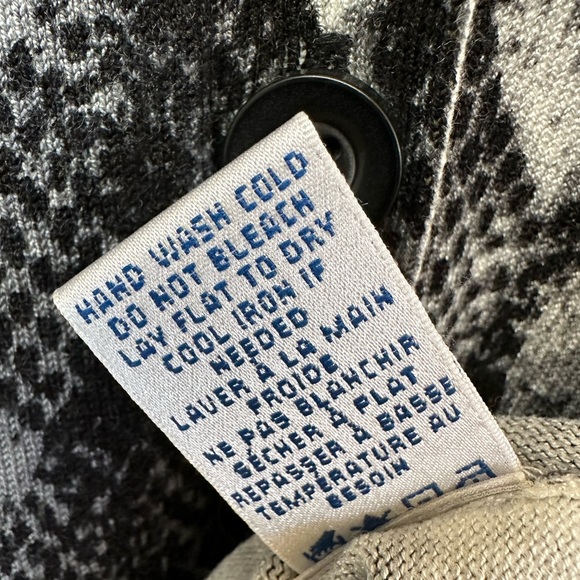 HAND WASH COLD
DO NOT BLEACH
LAY FLAT TO DRY
COOL IRON IF
NEEDED
LAVER À LA MAIN
FROIDE
NE PAS BLANCHIR
SÉCHER À FLAT
REPASSER À BASSE
TEMPÉRATURE AU
BESOIN